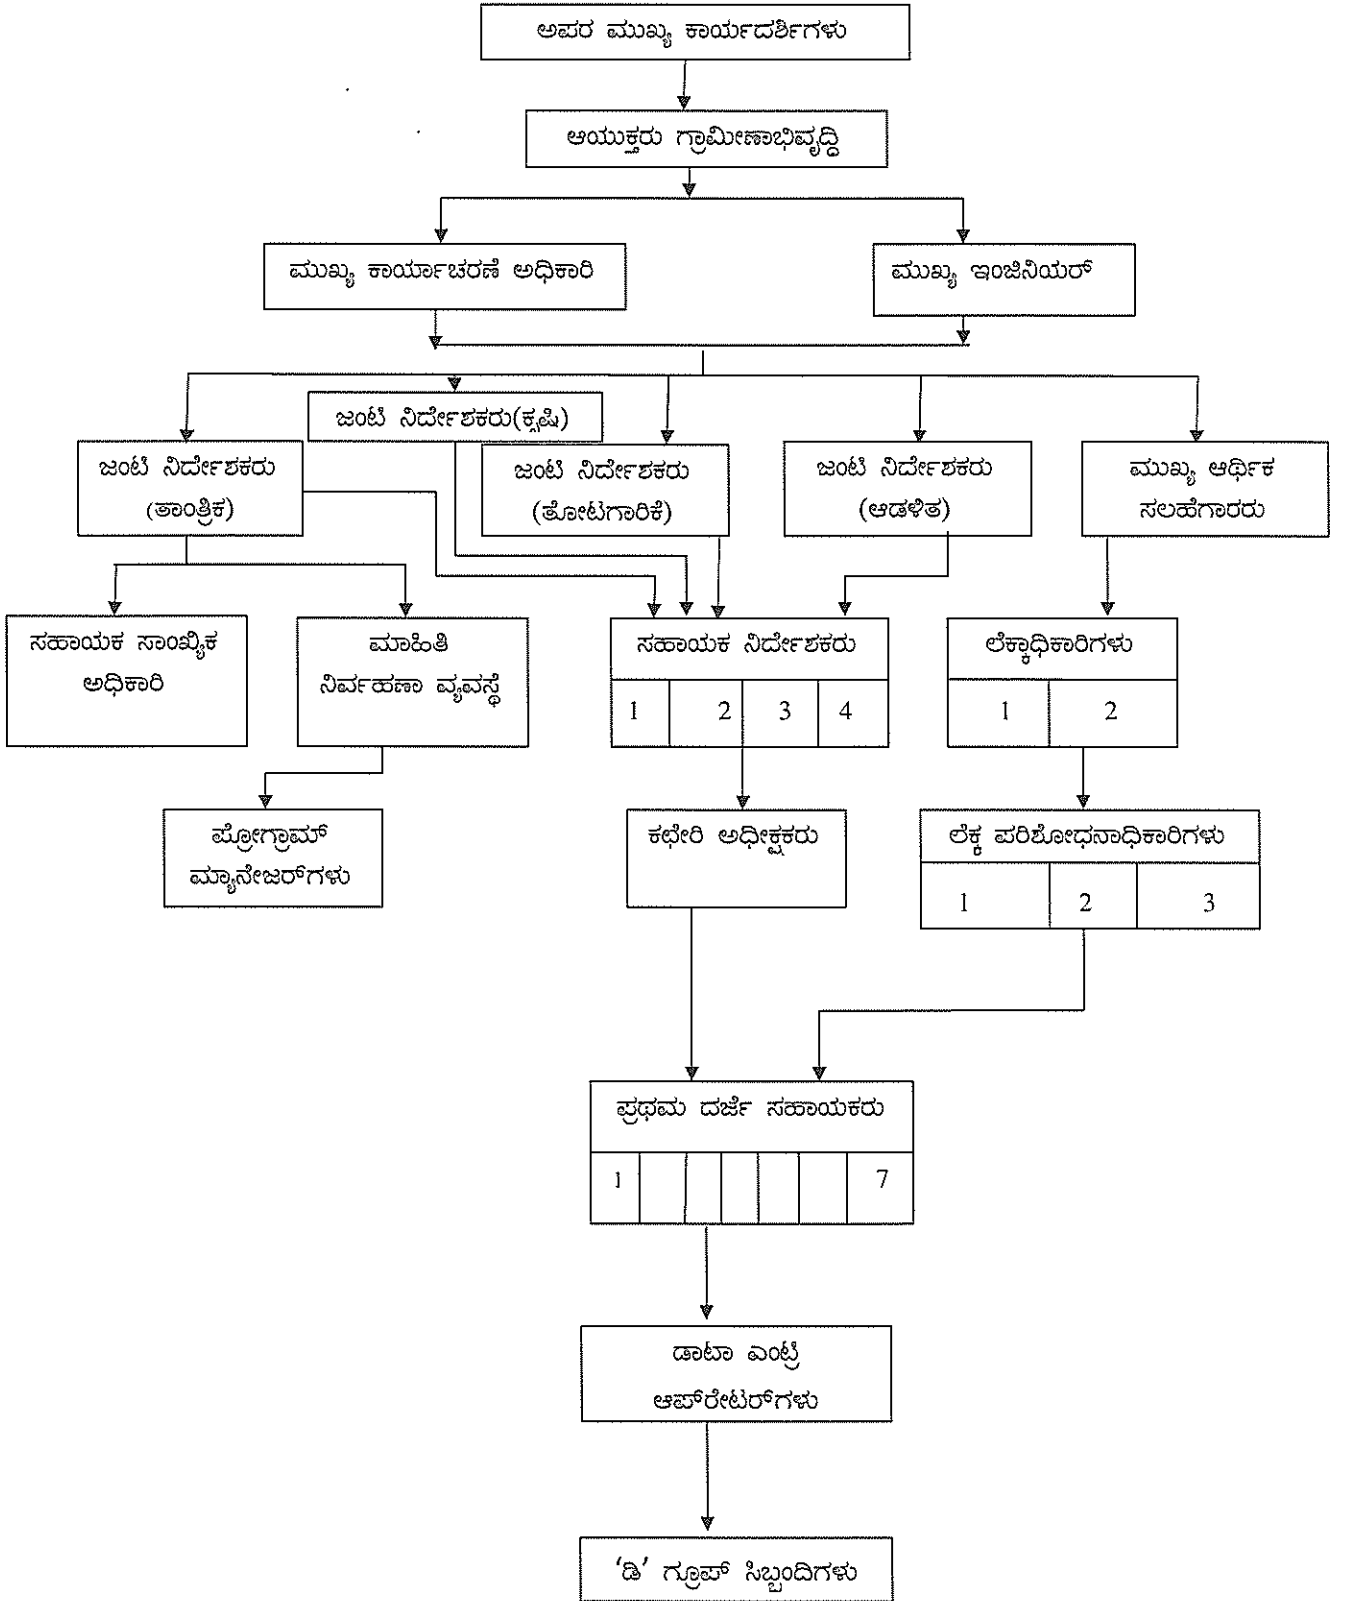 ಅಪರ ಮುಖ್ಯ ಕಾರ್ಯದರ್ಶಿಗಳು
ಆಯುಕ್ತರು ಗ್ರಾಮೀಣಾಭಿವೃದ್ಧಿ
ಮುಖ್ಯ ಕಾರ್ಯಾಚರಣೆ ಅಧಿಕಾರಿ
ಮುಖ್ಯ ಇಂಜಿನಿಯರ್
ಜಂಟಿ ನಿರ್ದೇಶಕರು(ಕೃಷಿ)
ಜಂಟಿ ನಿರ್ದೇಶಕರು
(ತಾಂತ್ರಿಕ)
ಜಂಟಿ ನಿರ್ದೇಶಕರು
(ತೋಟಗಾರಿಕೆ)
ಜಂಟಿ ನಿರ್ದೇಶಕರು
(ಆಡಳಿತ)
ಮುಖ್ಯ ಆರ್ಥಿಕ
ಸಲಹೆಗಾರರು
ಸಹಾಯಕ ಸಾಂಖ್ಯಿಕ
ಅಧಿಕಾರಿ
ಮಾಹಿತಿ
ನಿರ್ವಹಣಾ ವ್ಯವಸ್ಥೆ
ಸಹಾಯಕ ನಿರ್ದೇಶಕರು
1 2 3 4
ಲೆಕ್ಕಾಧಿಕಾರಿಗಳು
1 2
ಪ್ರೋಗ್ರಾಮ್
ಮ್ಯಾನೇಜರ್‌ಗಳು
ಕಛೇರಿ ಅಧೀಕ್ಷಕರು
ಲೆಕ್ಕ ಪರಿಶೋಧನಾಧಿಕಾರಿಗಳು
1 2 3
ಪ್ರಥಮ ದರ್ಜೆ ಸಹಾಯಕರು
1 7
ಡಾಟಾ ಎಂಟ್ರಿ
ಆಪ್‌ರೇಟರ್‌ಗಳು
‘ಡಿ’ ಗ್ರೂಪ್ ಸಿಬ್ಬಂದಿಗಳು